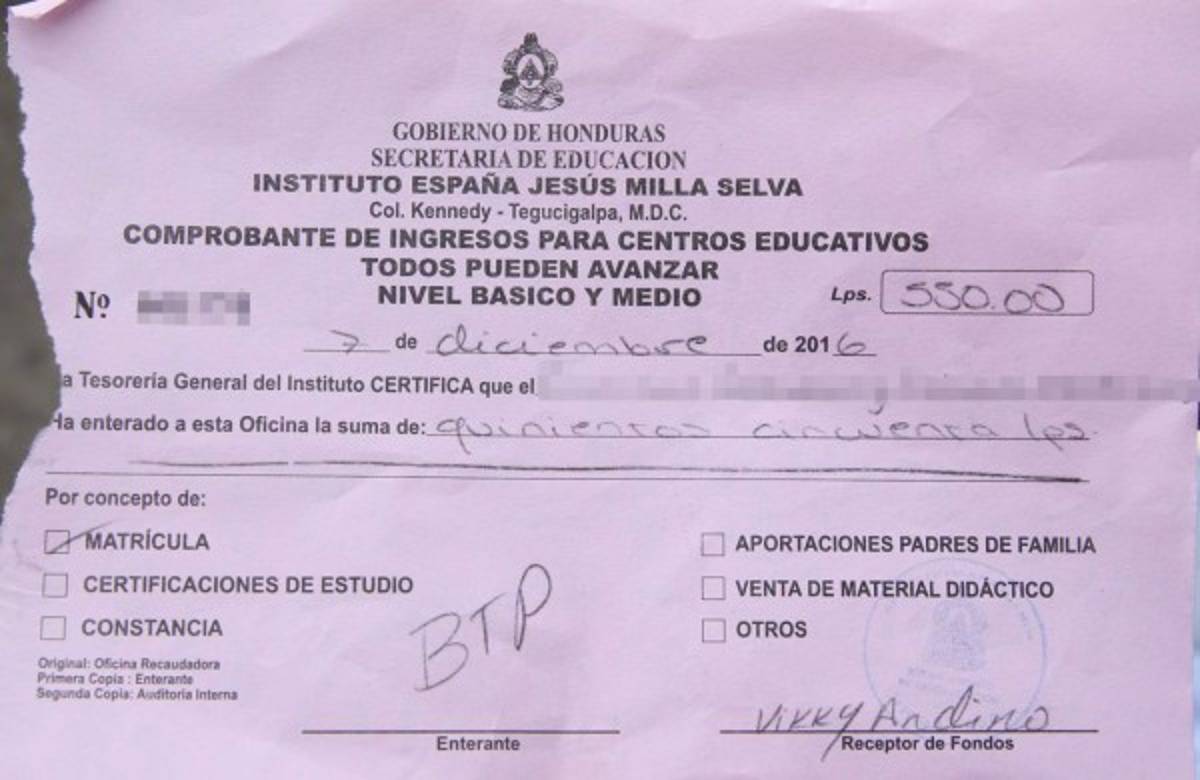 GOBIERNO DE HONDURAS
SECRETARIA DE EDUCACION
INSTITUTO ESPAÑA JESÚS MILLA SELVA
Col. Kennedy - Tegucigalpa, M.D.C.
COMPROBANTE DE INGRESOS PARA CENTROS EDUCATIVOS
TODOS PUEDEN AVANZAR
NIVEL BASICO Y MEDIO
Lps. 550.00
Nº
7 de diciembre de 2016
a Tesorería General del Instituto CERTIFICA que el
Ha enterado a esta Oficina la suma de: quinientos cincuenta lps.
Por concepto de:
MATRÍCULA
APORTACIONES PADRES DE FAMILIA
CERTIFICACIONES DE ESTUDIO
VENTA DE MATERIAL DIDÁCTICO
CONSTANCIA
OTROS
BTP
Original: Oficina Recaudadora
Primera Copia : Enterante
Segunda Copia: Auditoria Interna
Vikky Andino
Enterante
Receptor de Fondos